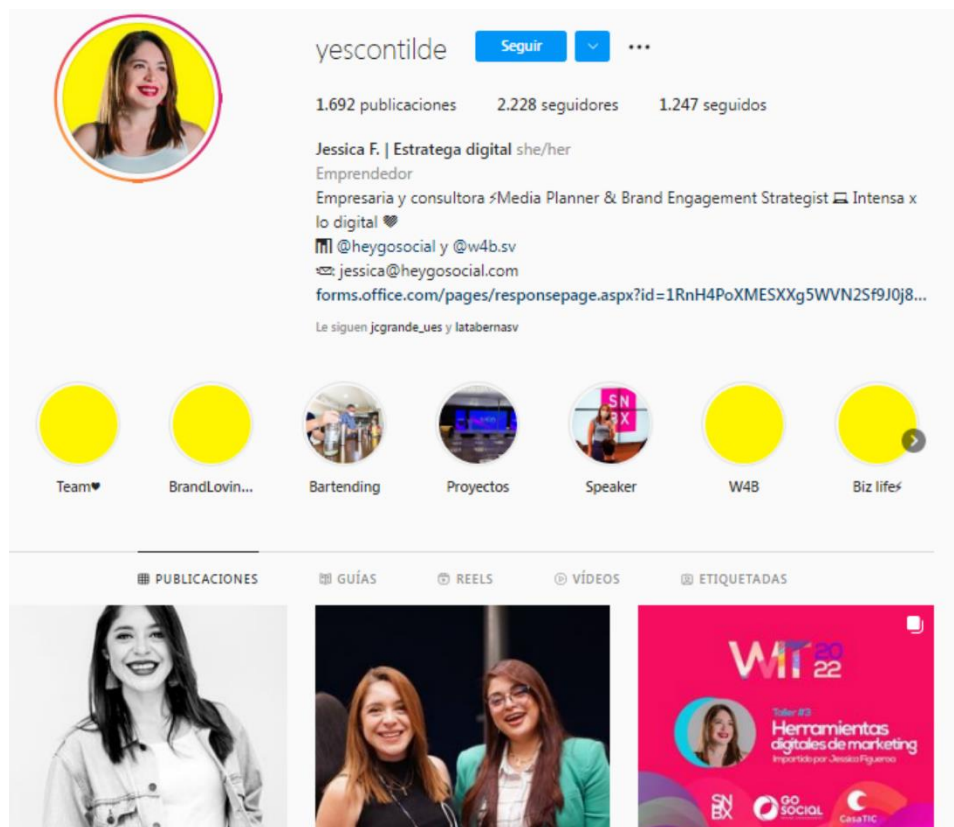 yescontilde Seguir
1.692 publicaciones 2.228 seguidores 1.247 seguidos
Jessica F. | Estratega digital she/her
Emprendedor
Empresaria y consultora ⚡Media Planner & Brand Engagement Strategist 💻 Intensa x
lo digital 🖤
@heygosocial y @w4b.sv
: jessica@heygosocial.com
forms.office.com/pages/responsepage.aspx?id=1RnH4PoXMESXXg5WVN2Sf9J0j8...
Le siguen jcgrande_ues y latabernasv
SN
BX
Team♥ BrandLovin... Bartending Proyectos Speaker W4B Biz life⚡
PUBLICACIONES GUÍAS REELS VÍDEOS ETIQUETADAS
WIT 2022
Taller #3
Herramientas
digitales de marketing
Impartido por Jessica Figueroa
SN
BX
GO
SOCIAL
CasaTIC